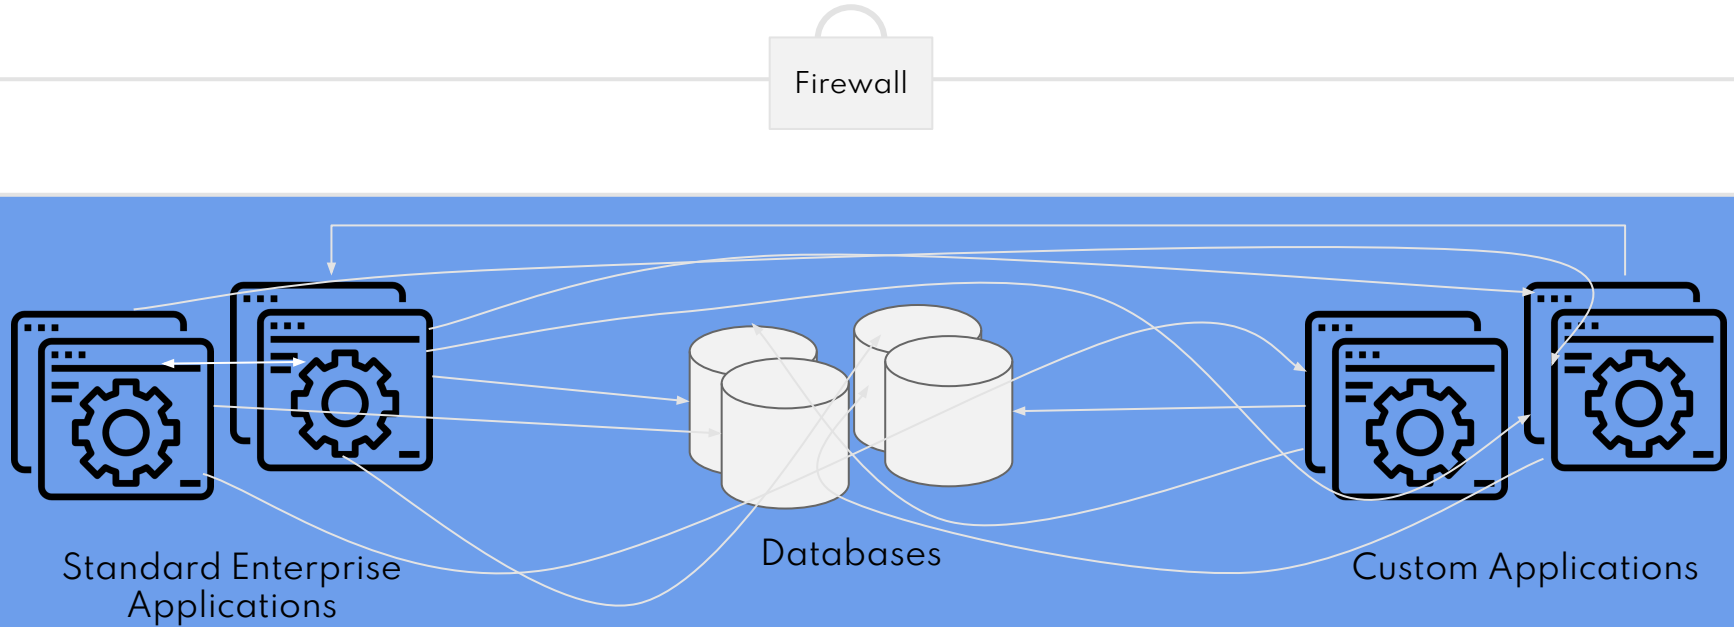 Firewall
Databases
Standard Enterprise
Applications
Custom Applications